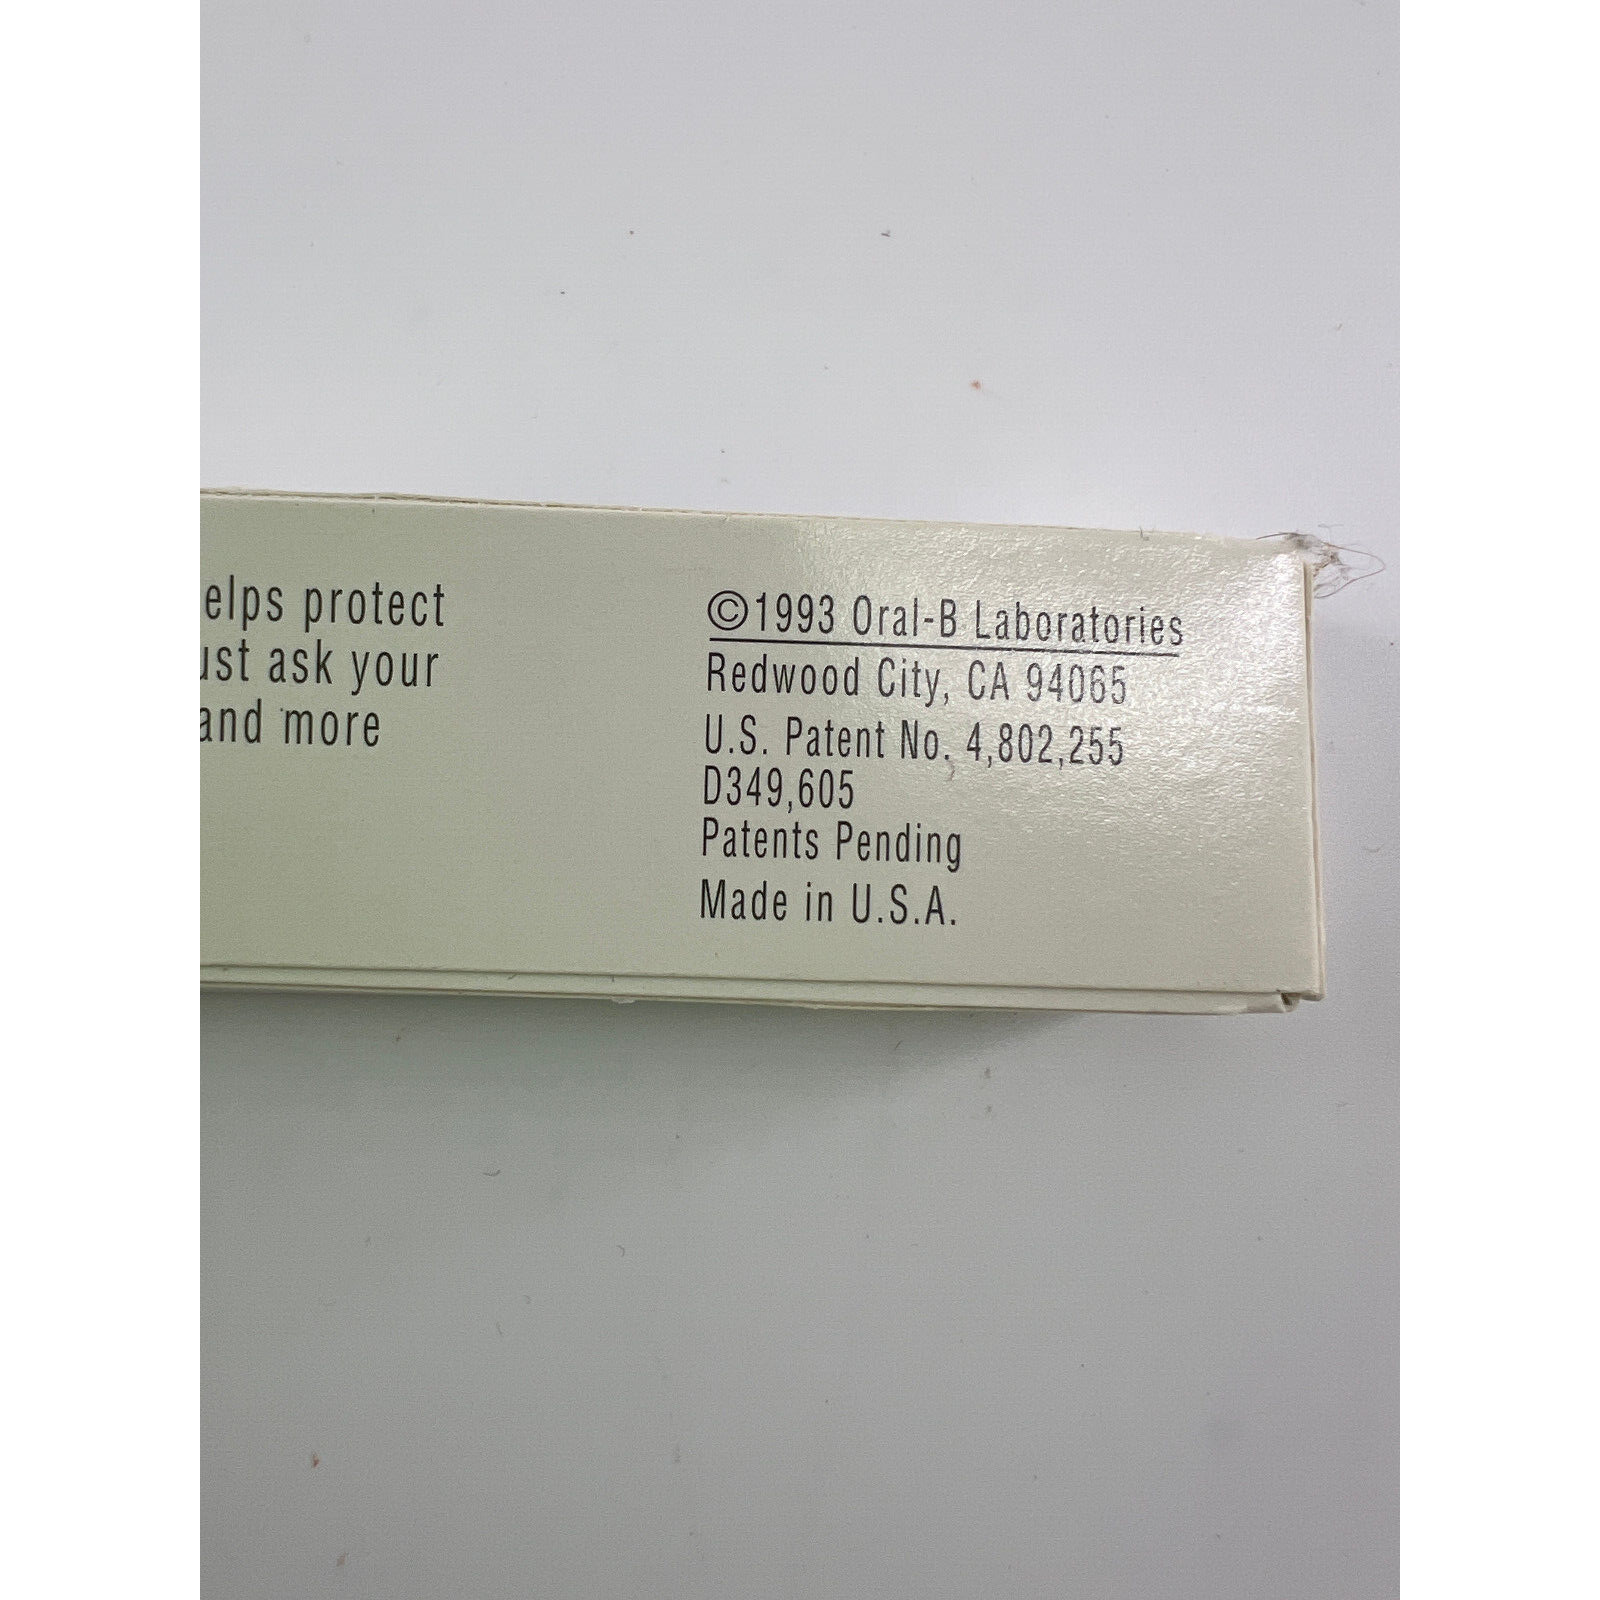 elps protect
ust ask your
and more
©1993 Oral-B Laboratories
Redwood City, CA 94065
U.S. Patent No. 4,802,255
D349,605
Patents Pending
Made in U.S.A.